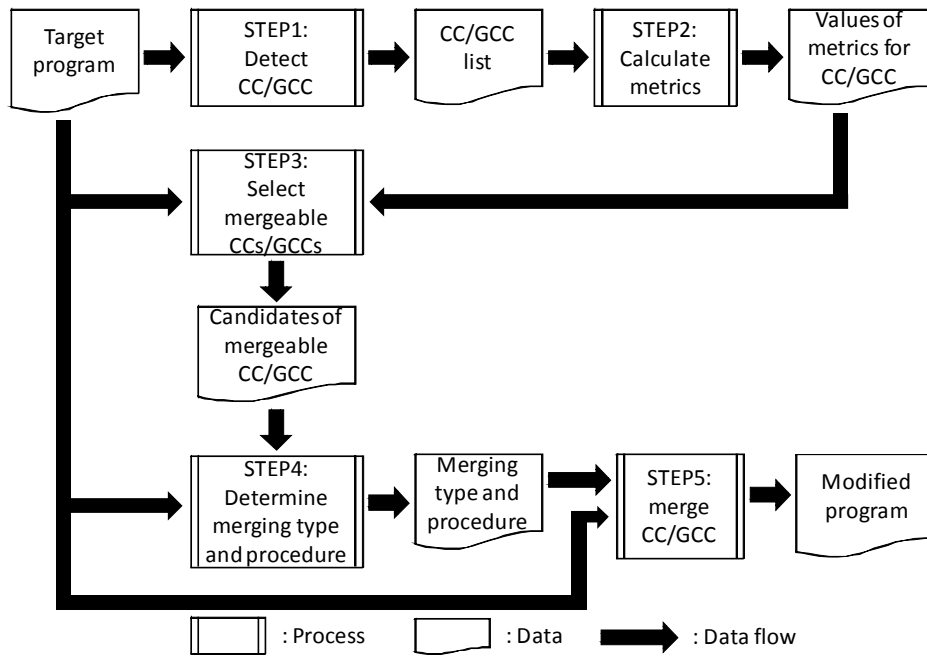 Target
program
STEP1:
Detect
CC/GCC
CC/GCC
list
STEP2:
Calculate
metrics
Values of
metrics for
CC/GCC
STEP3:
Select
mergeable
CCs/GCCs
Candidates of
mergeable
CC/GCC
STEP4:
Determine
merging type
and procedure
Merging
type and
procedure
STEP5:
merge
CC/GCC
Modified
program
: Process
: Data
: Data flow